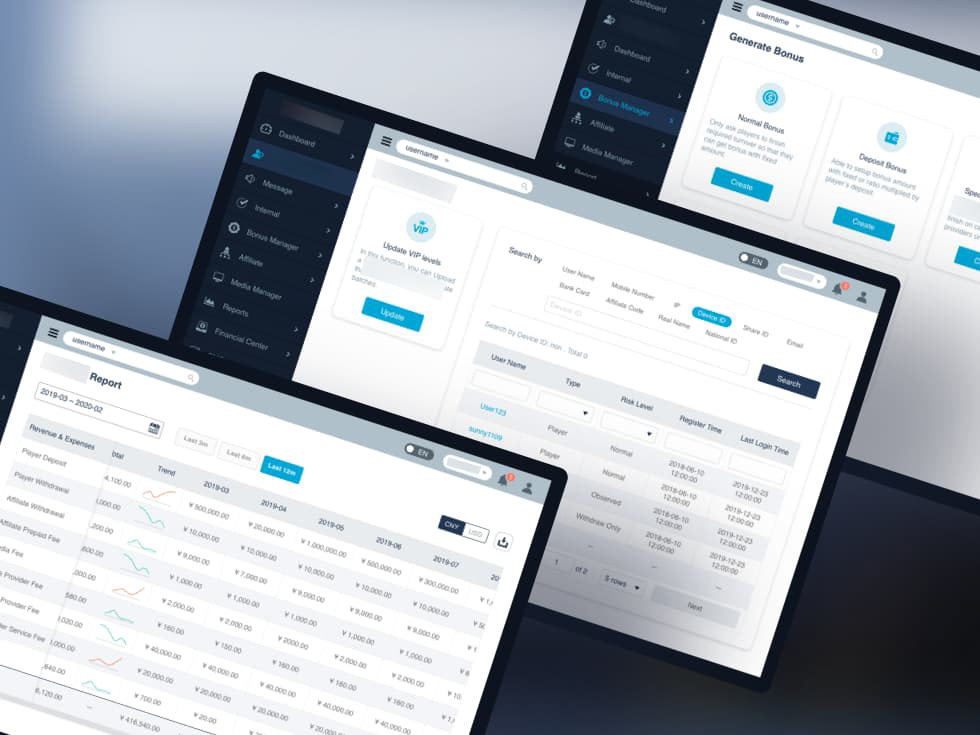 Dashboard
Dashboard
Internal
Bonus Manager
Affiliate
Media Manager
Report
username
Generate Bonus
Normal Bonus
Only ask players to finish
required turnover so that they
can get bonus with fixed
amount
Create
Deposit Bonus
Able to setup bonus amount
with fixed or ratio multiplied by
player's deposit.
Create
finish on
providers
Dashboard
Message
Internal
Bonus Manager
Affiliate
Media Manager
Reports
Financial Center
username
EN
VIP
Update VIP levels
In this function, you can Upload
a
batches.
Update
Search by
User Name
Mobile Number
IP
Device ID
Share ID
Email
Bank Card
Affiliate Code
Real Name
National ID
Device ID
Search
Search by Device ID: non . Total 0
User Name Type Risk Level Register Time Last Login Time
User123 Player Normal 2018-06-10 12:00:00 2019-12-23 12:00:00
sunny1109 Player Normal 2018-06-10 12:00:00 2019-12-23 12:00:00
Observed 2018-06-10 12:00:00 2019-12-23 12:00:00
Withdraw Only 2018-06-10 12:00:00 2019-12-23 12:00:00
1 of 2 5 rows Next
username
EN
Report
2019-03 ~ 2020-02
Last 3m
Last 6m
Last 12m
CNY
USD
Revenue & Expenses Trend 2019-03 2019-04 2019-05 2019-06 2019-07 20
Player Deposit 4,100.00 ¥ 500,000.00 ¥ 20,000.00 ¥ 1,000,000.00 ¥ 500,000.00 ¥ 300,000.00
Player Withdrawal ,000.00 ¥ 10,000.00 ¥ 10,000.00 ¥ 10,000.00 ¥ 10,000.00 ¥ 10,000.00
Affiliate Withdrawal ,200.00 ¥ 9,000.00 ¥ 7,000.00 ¥ 9,000.00 ¥ 9,000.00 ¥ 9,000.00
Affiliate Prepaid Fee ,600.00 ¥ 1,000.00 ¥ 1,000.00 ¥ 1,000.00 ¥ 1,000.00 ¥ 1,000.00
Fee ,000.00 ¥ 2,000.00 ¥ 2,000.00 ¥ 2000.00 ¥ 2,000.00 ¥ 2,000.00
Provider Fee 580.00 ¥ 160.00 ¥ 150.00 ¥ 160.00 ¥ 160.00 ¥ 160.00
Provider Fee ,020.00 ¥ 40,000.00 ¥ 40,000.00 ¥ 40,000.00 ¥ 40,000.00 ¥ 40,000.00
Service Fee ,000.00 ¥ 20,000.00 ¥ 20,000.00 ¥ 20,000.00
,640.00 ¥ 700.00 ¥ 20.00
6,120.00 -- ¥ 416,540.00